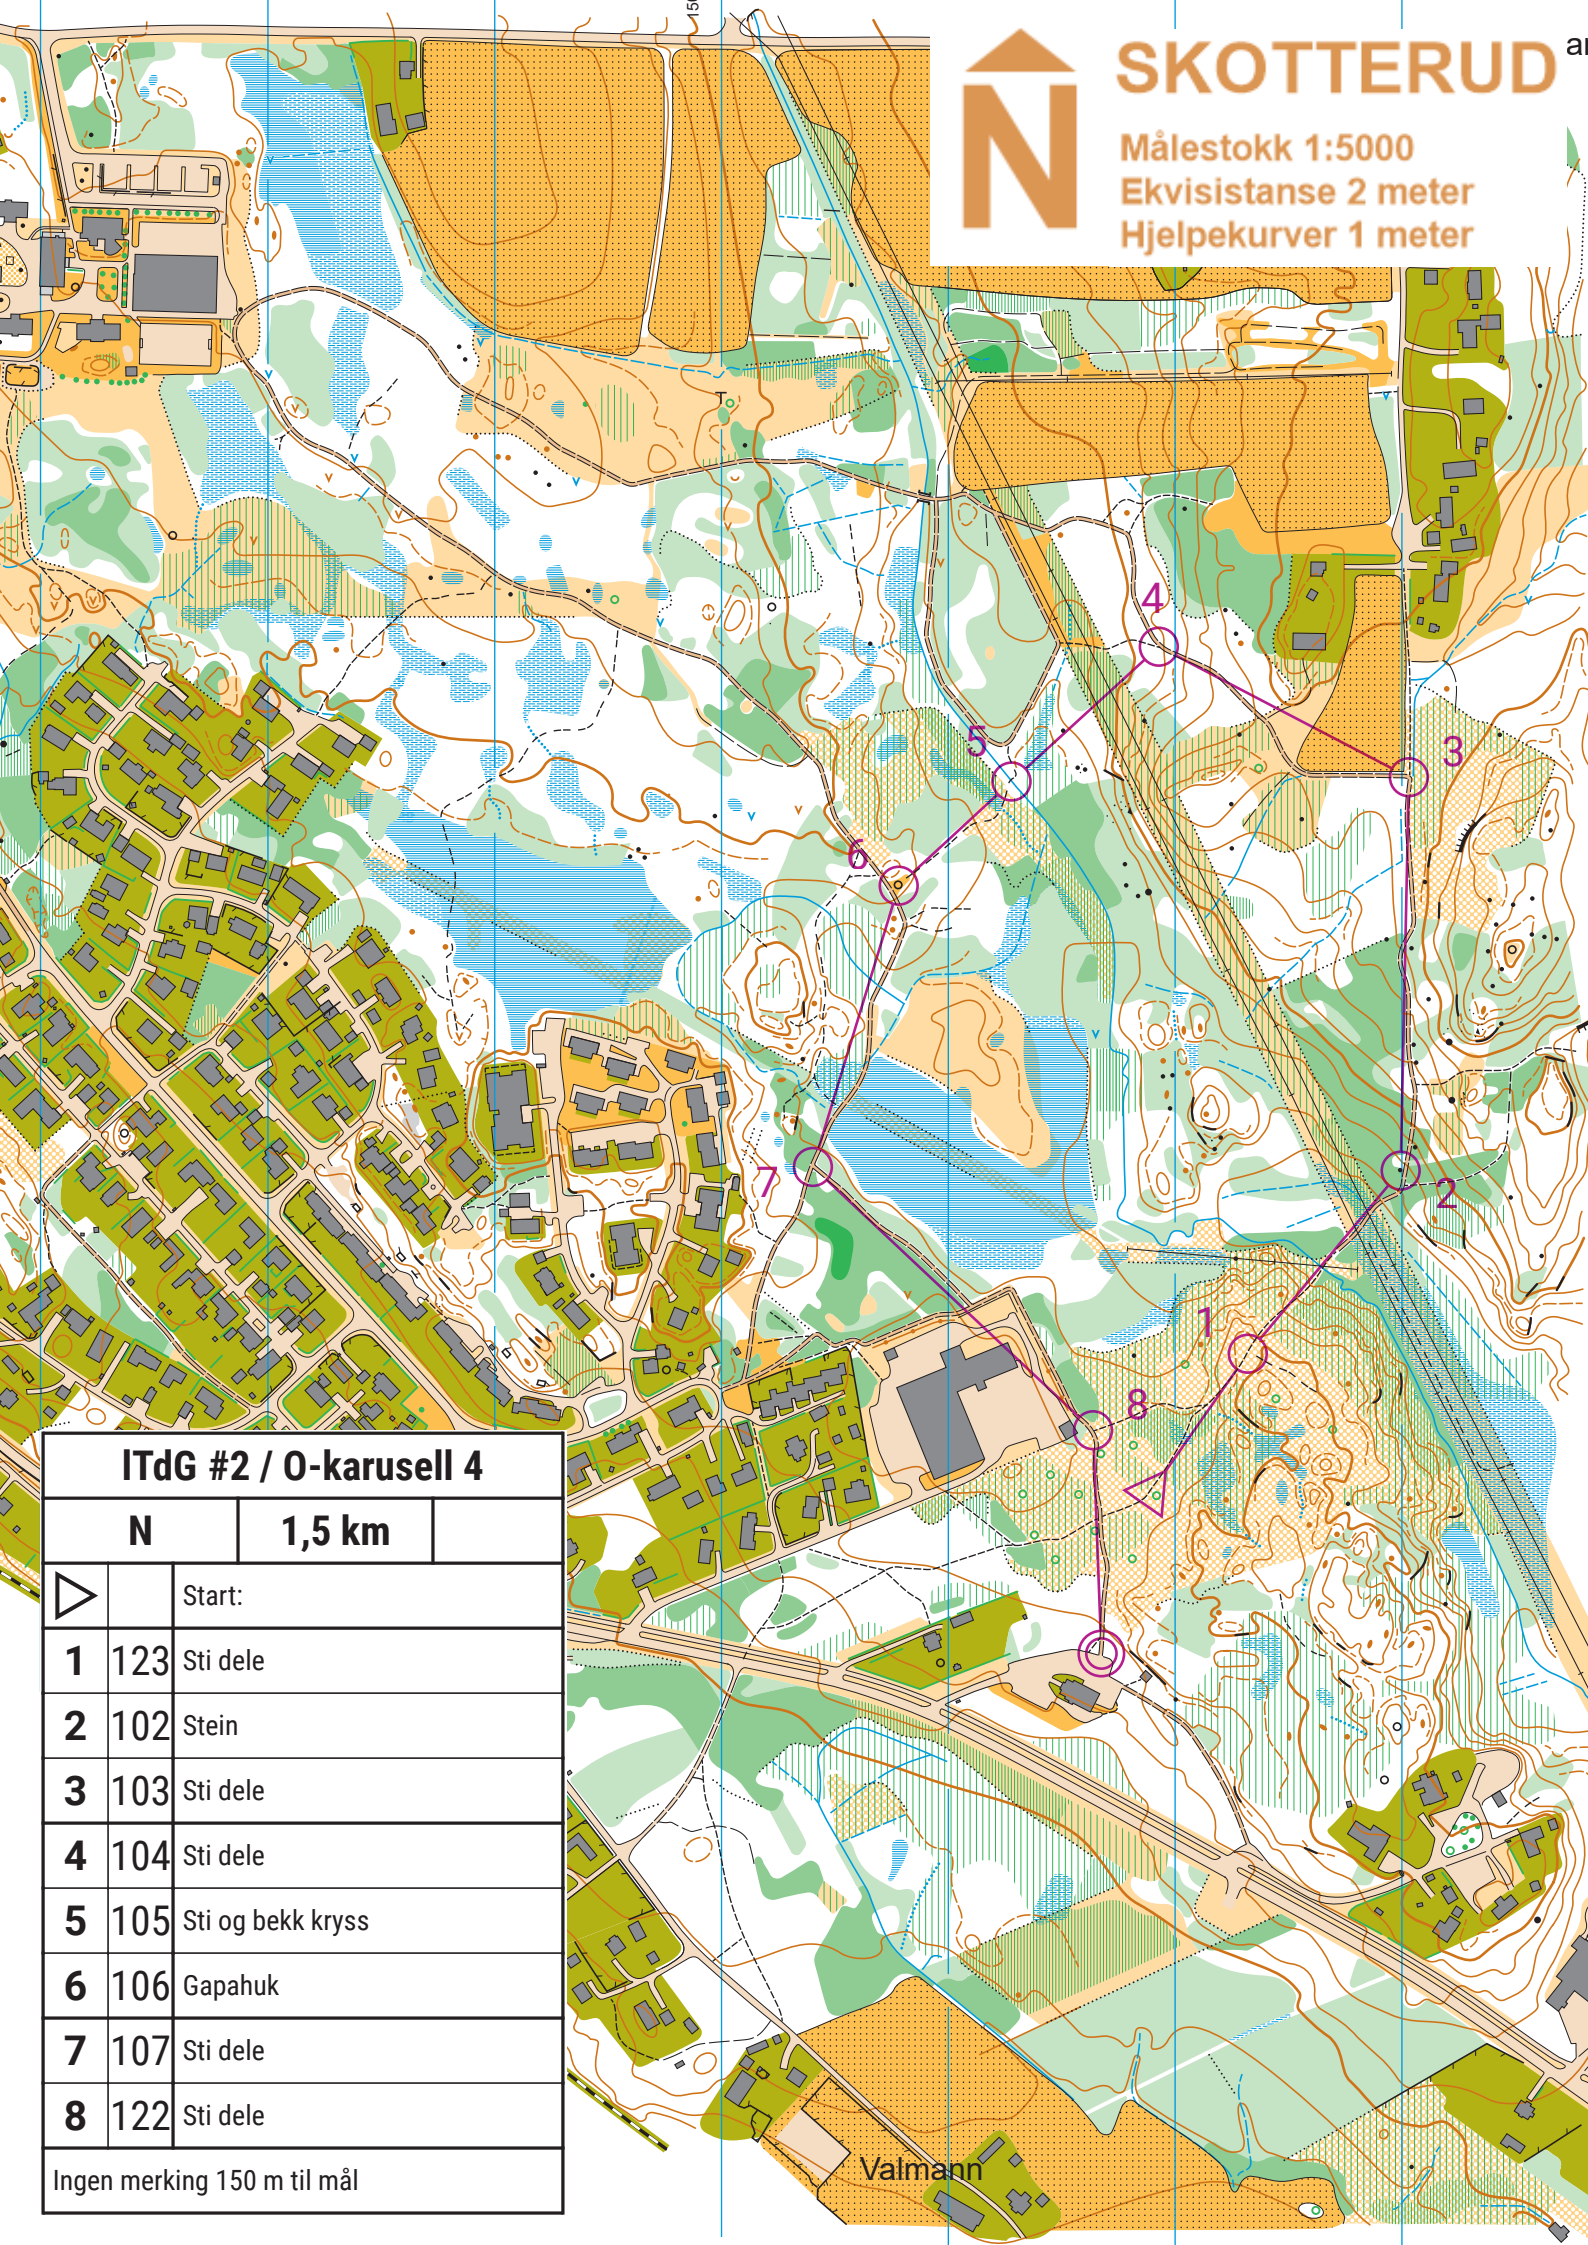 SKOTTERUD
N
Målestokk 1:5000
Ekvisistanse 2 meter
Hjelpekurver 1 meter
4
5
3
6
7
2
1
8
ITdG #2 / O-karusell 4
N 1,5 km
Start:
1 123 Sti dele
2 102 Stein
3 103 Sti dele
4 104 Sti dele
5 105 Sti og bekk kryss
6 106 Gapahuk
7 107 Sti dele
8 122 Sti dele
Ingen merking 150 m til mål
Valmann